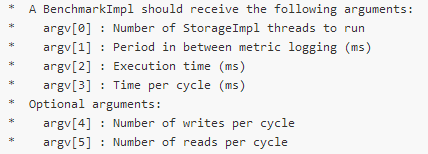 *  A BenchmarkImpl should receive the following arguments:
*    argv[0] : Number of StorageImpl threads to run
*    argv[1] : Period in between metric logging (ms)
*    argv[2] : Execution time (ms)
*    argv[3] : Time per cycle (ms)
*  Optional arguments:
*    argv[4] : Number of writes per cycle
*    argv[5] : Number of reads per cycle